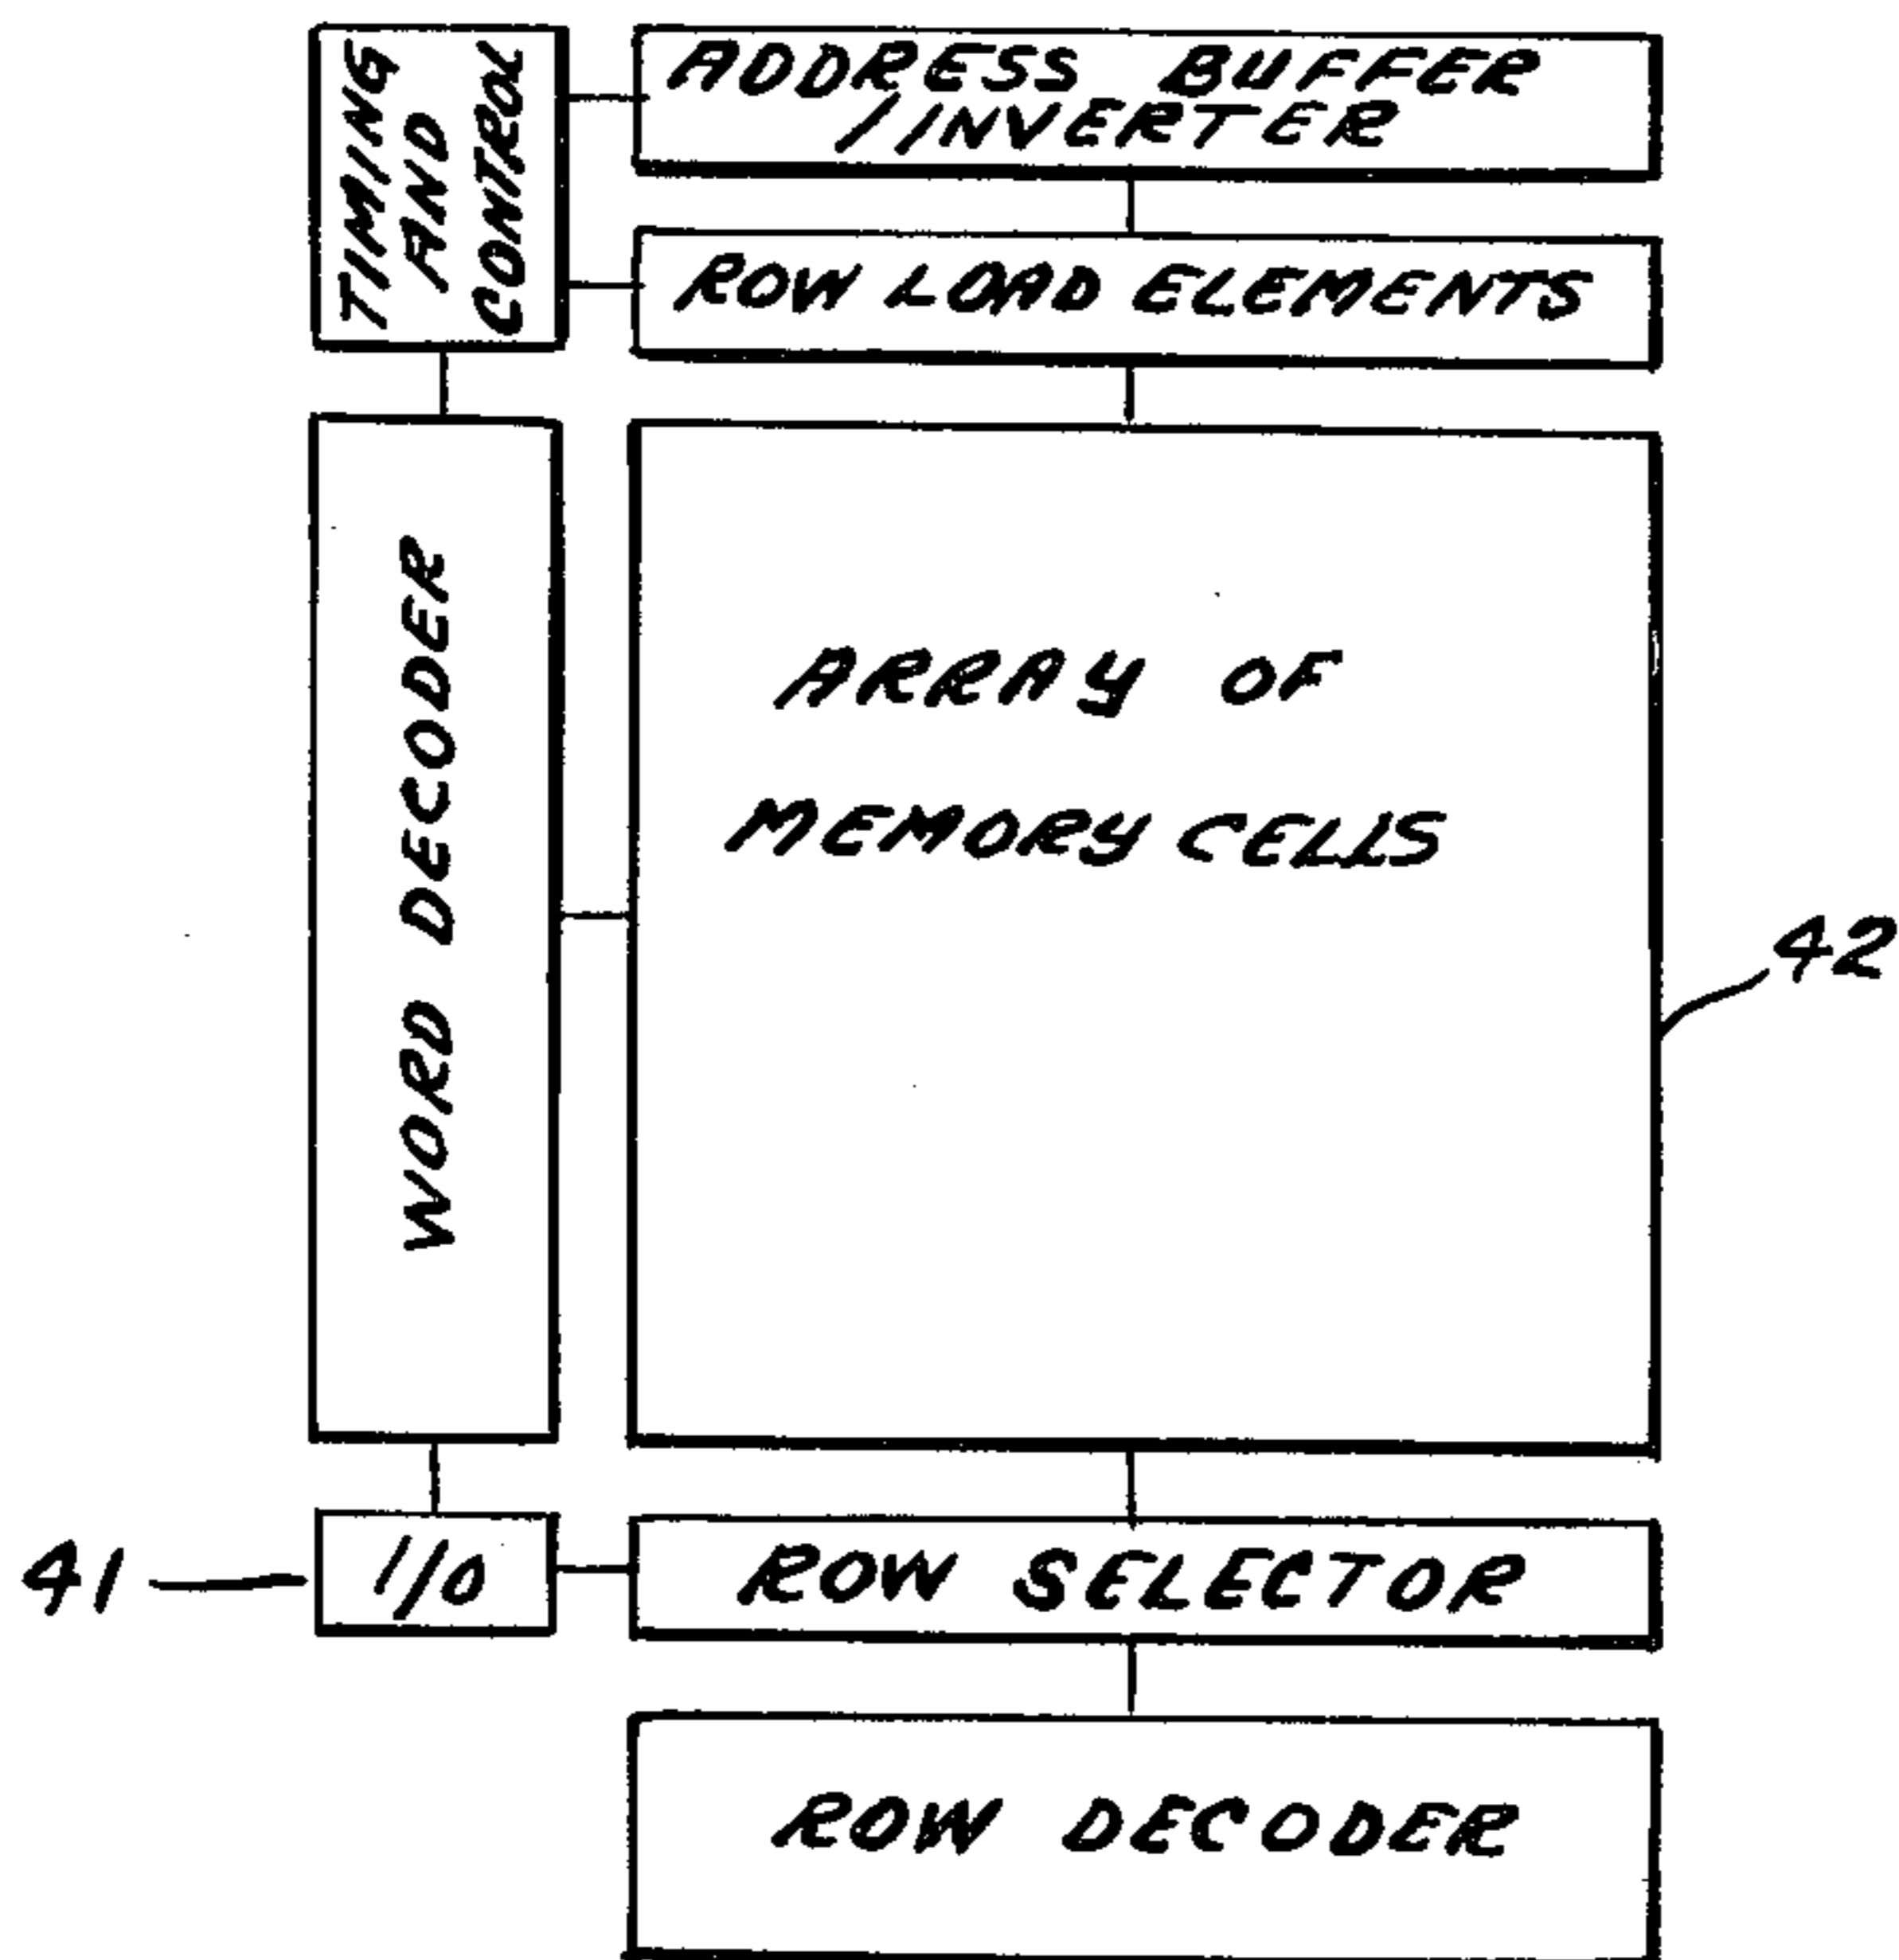 TIMING
AND
CONTROL
ADDRESS BUFFER
/INVERTER
ROW LOAD ELEMENTS
WORD DECODER
ARRAY OF
MEMORY CELLS
42
41
I/O
ROW SELECTOR
ROW DECODER